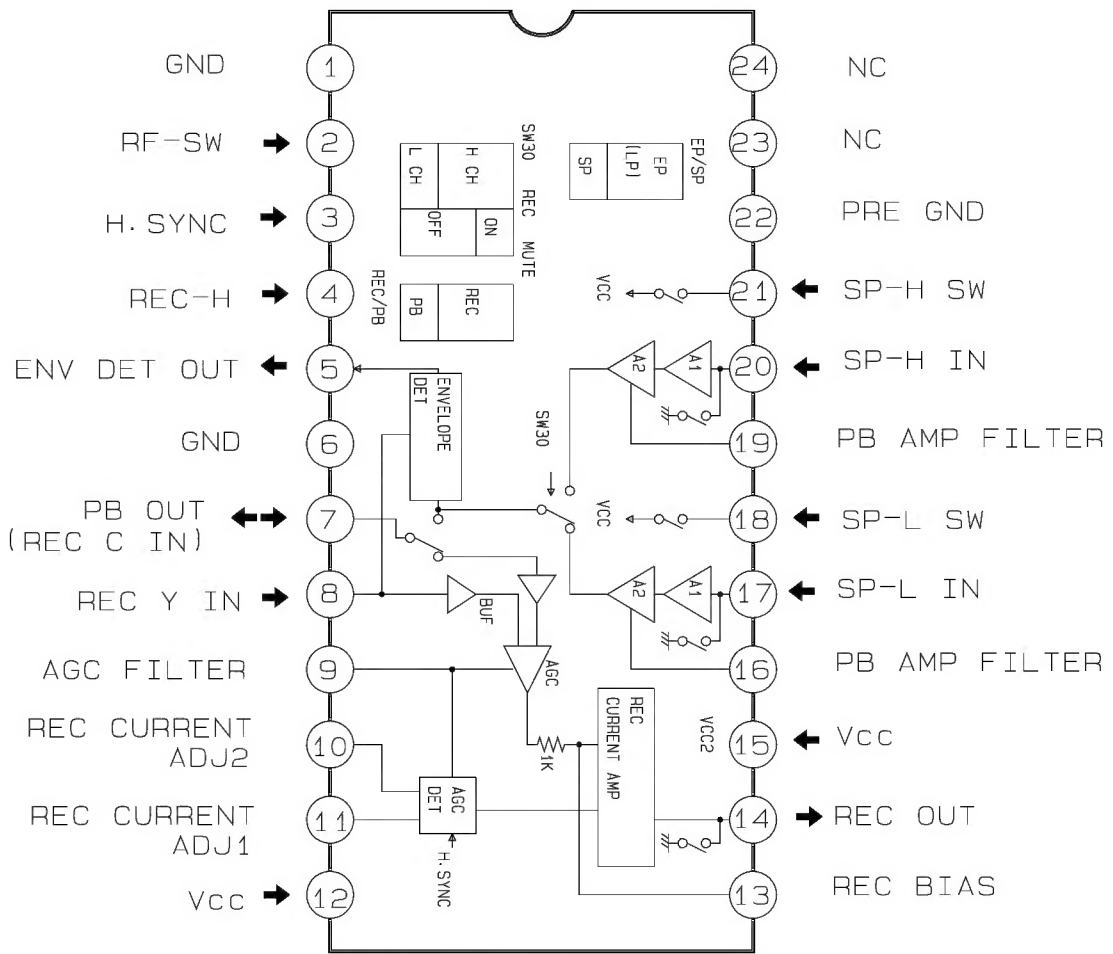 GND
1
RF-SW
2
H.SYNC
3
REC-H
4
ENV DET OUT
5
GND
6
PB OUT
(REC C IN)
7
REC Y IN
8
AGC FILTER
9
REC CURRENT
ADJ2
10
REC CURRENT
ADJ1
11
Vcc
12
SW30 REC MUTE
H CH
L CH
ON
OFF
REC/PB
REC
PB
EP/SP
EP
(LP)
SP
ENVELOPE
DET
SW30
VCC
A1
A2
VCC
A1
A2
BUF
AGC
1K
AGC
DET
H.SYNC
REC
CURRENT AMP
VCC2
24
NC
23
NC
22
PRE GND
21
SP-H SW
20
SP-H IN
19
PB AMP FILTER
18
SP-L SW
17
SP-L IN
16
PB AMP FILTER
15
Vcc
14
REC OUT
13
REC BIAS